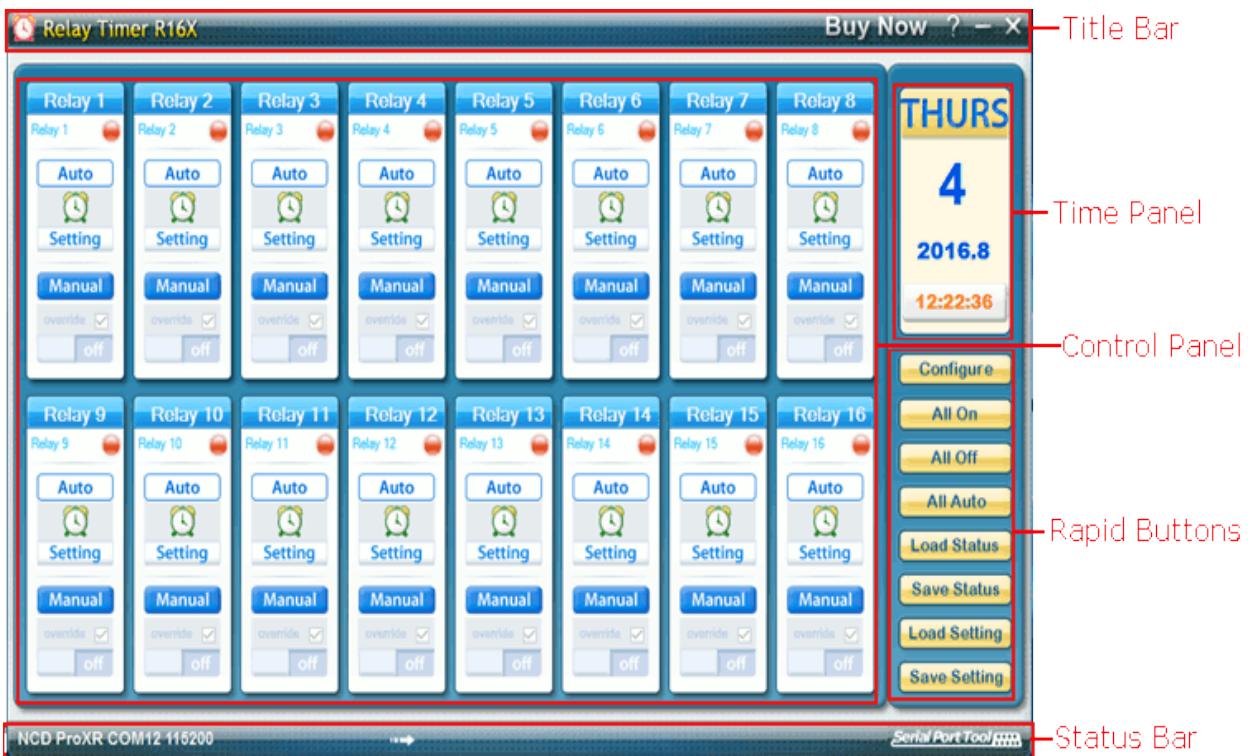 Relay Timer R16X Buy Now ? Title Bar
Relay 1 Relay 2 Relay 3 Relay 4 Relay 5 Relay 6 Relay 7 Relay 8
Relay 1 Relay 2 Relay 3 Relay 4 Relay 5 Relay 6 Relay 7 Relay 8
Auto Auto Auto Auto Auto Auto Auto Auto
Setting Setting Setting Setting Setting Setting Setting Setting
Manual Manual Manual Manual Manual Manual Manual Manual
override override override override override override override override
off off off off off off off off
THURS
4
2016.8
12:22:36
Time Panel
Control Panel
Relay 9 Relay 10 Relay 11 Relay 12 Relay 13 Relay 14 Relay 15 Relay 16
Relay 9 Relay 10 Relay 11 Relay 12 Relay 13 Relay 14 Relay 15 Relay 16
Auto Auto Auto Auto Auto Auto Auto Auto
Setting Setting Setting Setting Setting Setting Setting Setting
Manual Manual Manual Manual Manual Manual Manual Manual
override override override override override override override override
off off off off off off off off
Configure
All On
All Off
All Auto
Load Status
Save Status
Load Setting
Save Setting
Rapid Buttons
NCD ProXR COM12 115200 Serial Port Tool Status Bar